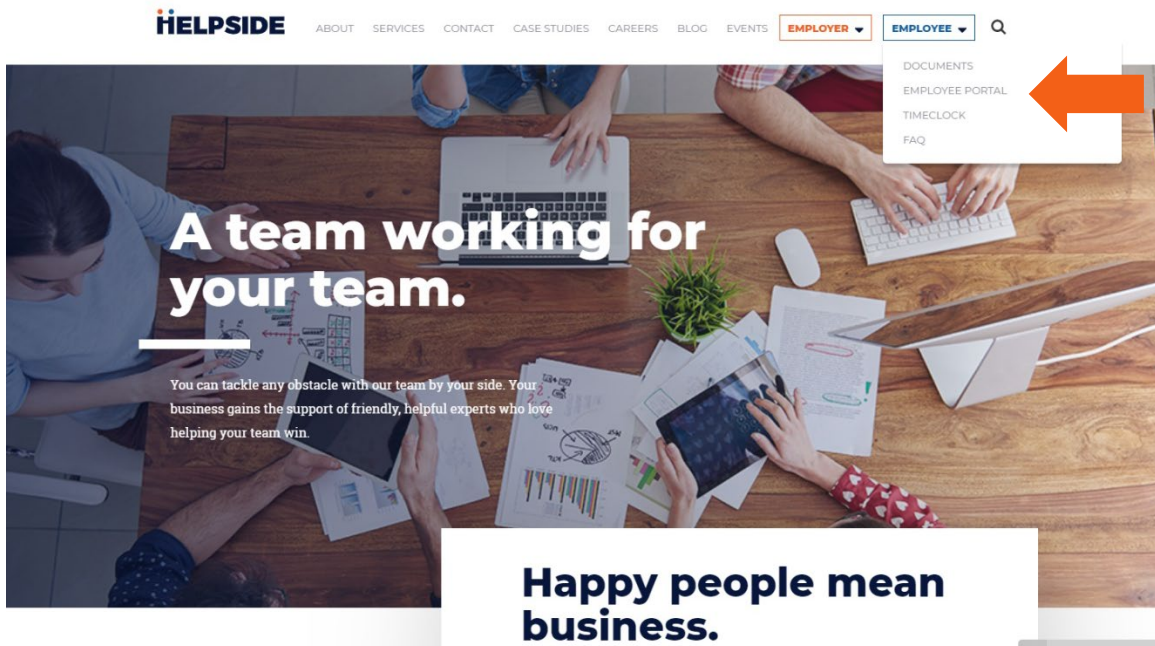 HELPSIDE
ABOUT SERVICES CONTACT CASE STUDIES CAREERS BLOG EVENTS EMPLOYER EMPLOYEE
DOCUMENTS
EMPLOYEE PORTAL
TIMECLOCK
FAQ
A team working for
your team.
You can tackle any obstacle with our team by your side. Your
business gains the support of friendly, helpful experts who love
helping your team win.
Happy people mean
business.